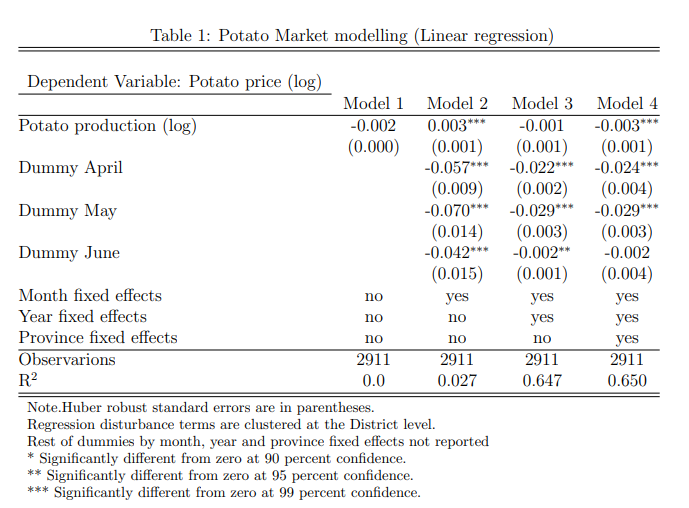 Table 1: Potato Market modelling (Linear regression)
Dependent Variable: Potato price (log)
Model 1 Model 2 Model 3 Model 4
Potato production (log) -0.002 0.003*** -0.001 -0.003***
(0.000) (0.001) (0.001) (0.001)
Dummy April -0.057*** -0.022*** -0.024***
(0.009) (0.002) (0.004)
Dummy May -0.070*** -0.029*** -0.029***
(0.014) (0.003) (0.003)
Dummy June -0.042*** -0.002** -0.002
(0.015) (0.001) (0.004)
Month fixed effects no yes yes yes
Year fixed effects no no yes yes
Province fixed effects no no no yes
Observarions 2911 2911 2911 2911
R² 0.0 0.027 0.647 0.650
Note.Huber robust standard errors are in parentheses.
Regression disturbance terms are clustered at the District level.
Rest of dummies by month, year and province fixed effects not reported
* Significantly different from zero at 90 percent confidence.
** Significantly different from zero at 95 percent confidence.
*** Significantly different from zero at 99 percent confidence.